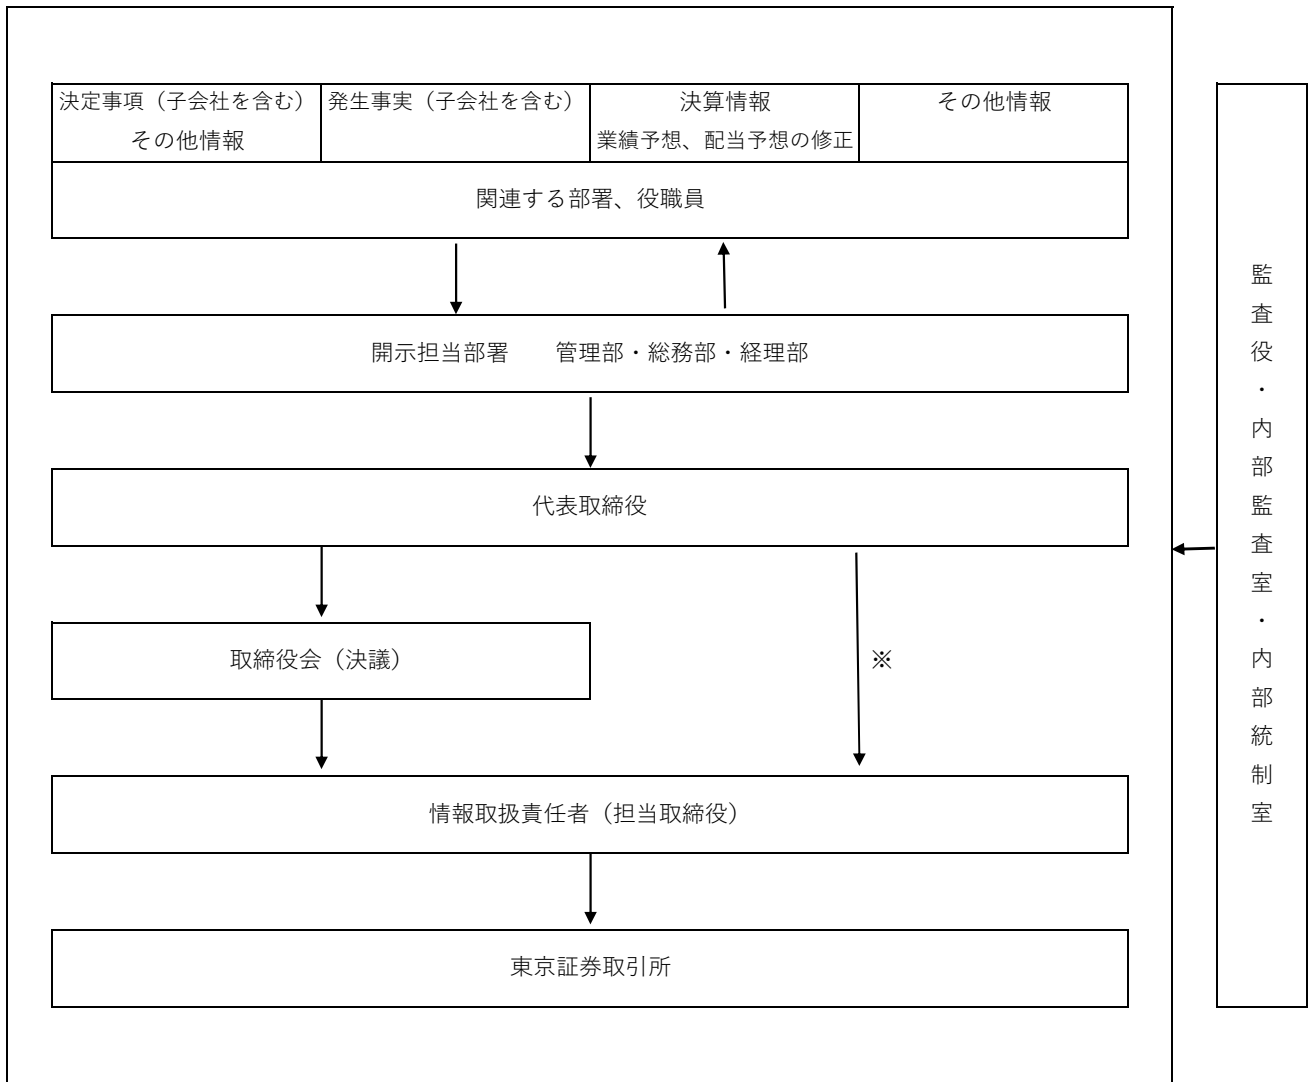 決定事項（子会社を含む）
その他情報
発生事実（子会社を含む）
決算情報
業績予想、配当予想の修正
その他情報
関連する部署、役職員
開示担当部署　　管理部・総務部・経理部
代表取締役
取締役会（決議）
※
情報取扱責任者（担当取締役）
東京証券取引所
監査役・内部監査室・内部統制室